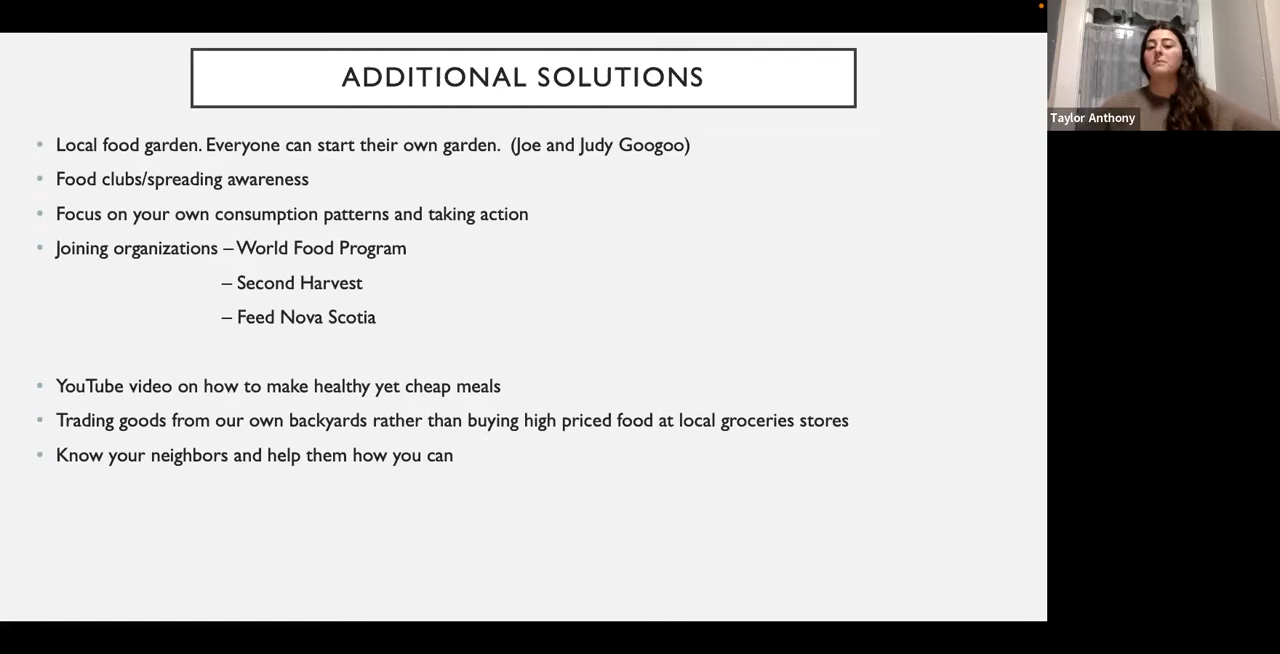 ADDITIONAL SOLUTIONS
Taylor Anthony
• Local food garden. Everyone can start their own garden. (Joe and Judy Googoo)
• Food clubs/spreading awareness
• Focus on your own consumption patterns and taking action
• Joining organizations – World Food Program
– Second Harvest
– Feed Nova Scotia
• YouTube video on how to make healthy yet cheap meals
• Trading goods from our own backyards rather than buying high priced food at local groceries stores
• Know your neighbors and help them how you can